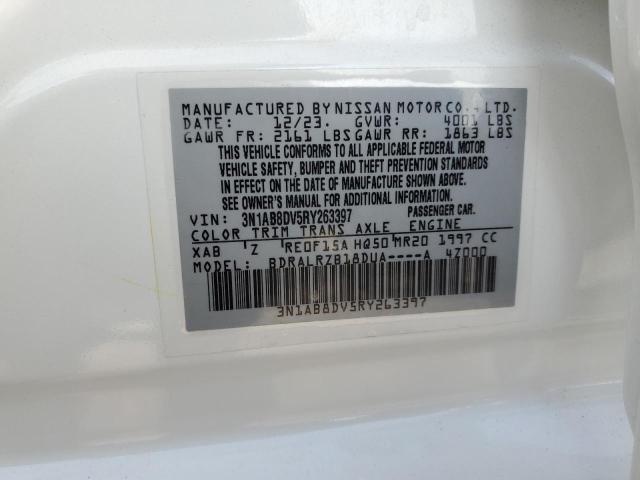 MANUFACTURED BY NISSAN MOTOR CO., LTD.
DATE: 12/23. GVWR: 4001 LBS
GAWR FR: 2161 LBS GAWR RR: 1863 LBS
THIS VEHICLE CONFORMS TO ALL APPLICABLE FEDERAL MOTOR
VEHICLE SAFETY, BUMPER AND THEFT PREVENTION STANDARDS
IN EFFECT ON THE DATE OF MANUFACTURE SHOWN ABOVE.
SEE OWNER'S MANUAL FOR ADDITIONAL INFORMATION.
VIN: 3N1AB8DV5RY263397 PASSENGER CAR.
COLOR TRIM TRANS AXLE ENGINE
XAB Z RE0F15A HQ50 MR20 1997 CC
MODEL: BDRALRZB18DUA----A 4Z000
3N1AB8DV5RY263397